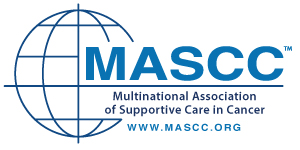 MASCC™
Multinational Association
of Supportive Care in Cancer
WWW.MASCC.ORG